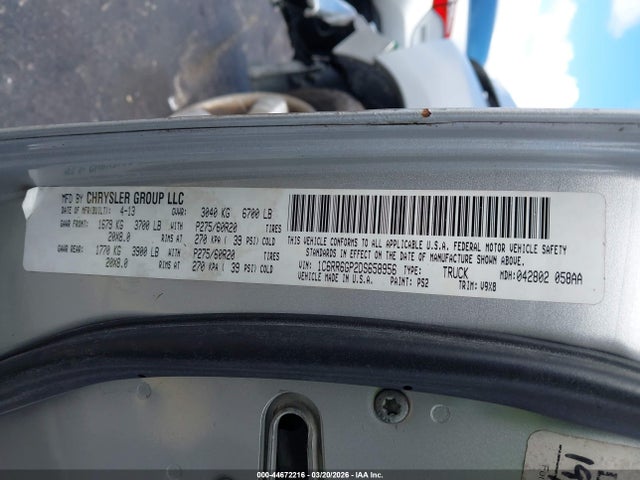 MFD BY CHRYSLER GROUP LLC
DATE OF MFR(BUILT): 4-13 GVWR: 3040 KG 6700 LB
GAWR FRONT: 1679 KG 3700 LB WITH P275/60R20 TIRES
20X8.0 RIMS AT 270 KPA ( 39 PSI) COLD
GAWR REAR: 1770 KG 3900 LB WITH P275/60R20 TIRES
20X8.0 RIMS AT 270 KPA ( 39 PSI) COLD
THIS VEHICLE CONFORMS TO ALL APPLICABLE U.S.A. FEDERAL MOTOR VEHICLE SAFETY
STANDARDS IN EFFECT ON THE DATE OF MANUFACTURE SHOWN ABOVE.
VIN: 1C6RR6GP2DS658956 TYPE: TRUCK MDH: 042802 058AA
VEHICLE MADE IN U.S.A. PAINT: PS2 TRIM: V9X8
000-44672216 - 03/20/2026 - IAA Inc.